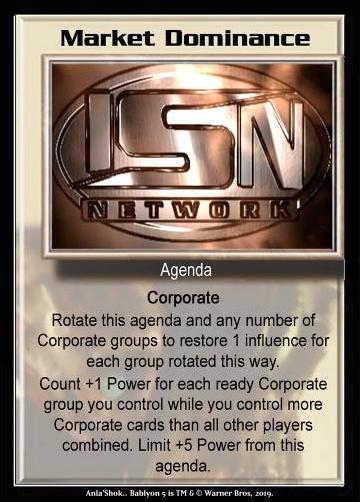 Market Dominance
ISN
NETWORK
Agenda
Corporate
Rotate this agenda and any number of
Corporate groups to restore 1 influence for
each group rotated this way.
Count +1 Power for each ready Corporate
group you control while you control more
Corporate cards than all other players
combined. Limit +5 Power from this
agenda.
Anla'Shok.. Bablyon 5 is TM & © Warner Bros, 2019.